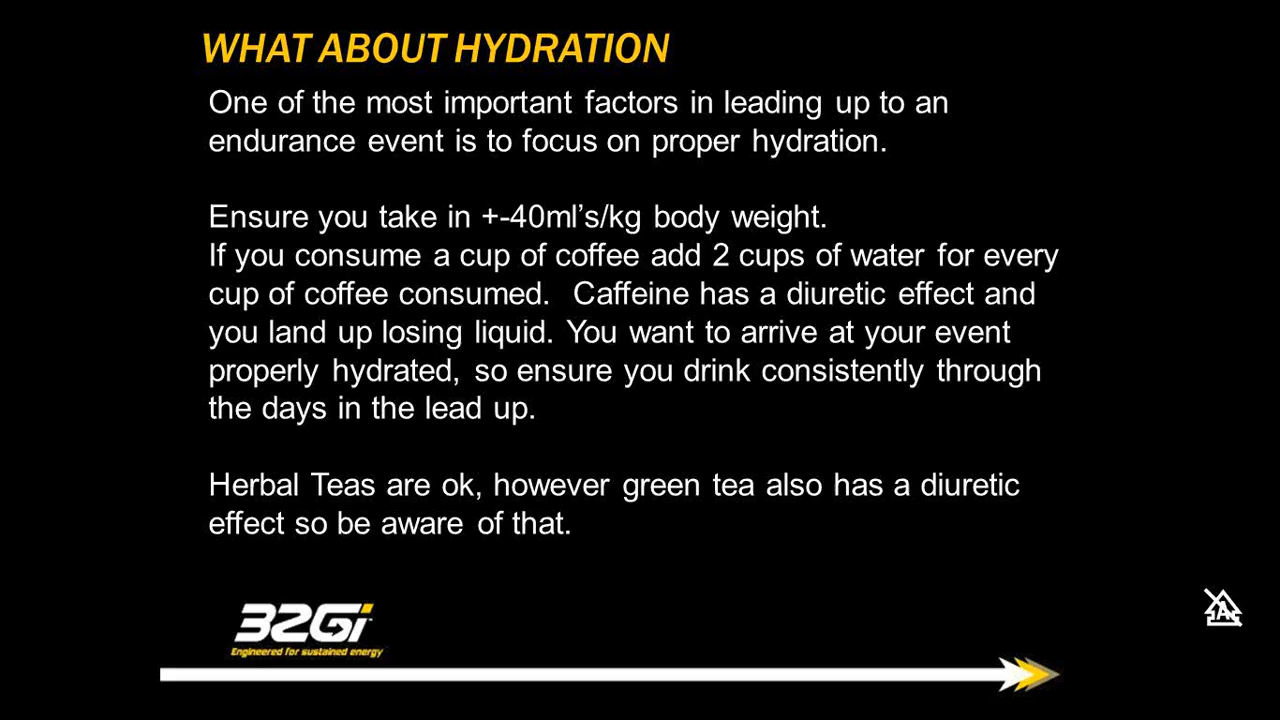 WHAT ABOUT HYDRATION
One of the most important factors in leading up to an
endurance event is to focus on proper hydration.
Ensure you take in +-40ml's/kg body weight.
If you consume a cup of coffee add 2 cups of water for every
cup of coffee consumed.  Caffeine has a diuretic effect and
you land up losing liquid. You want to arrive at your event
properly hydrated, so ensure you drink consistently through
the days in the lead up.
Herbal Teas are ok, however green tea also has a diuretic
effect so be aware of that.
32Gi
Engineered for sustained energy
A